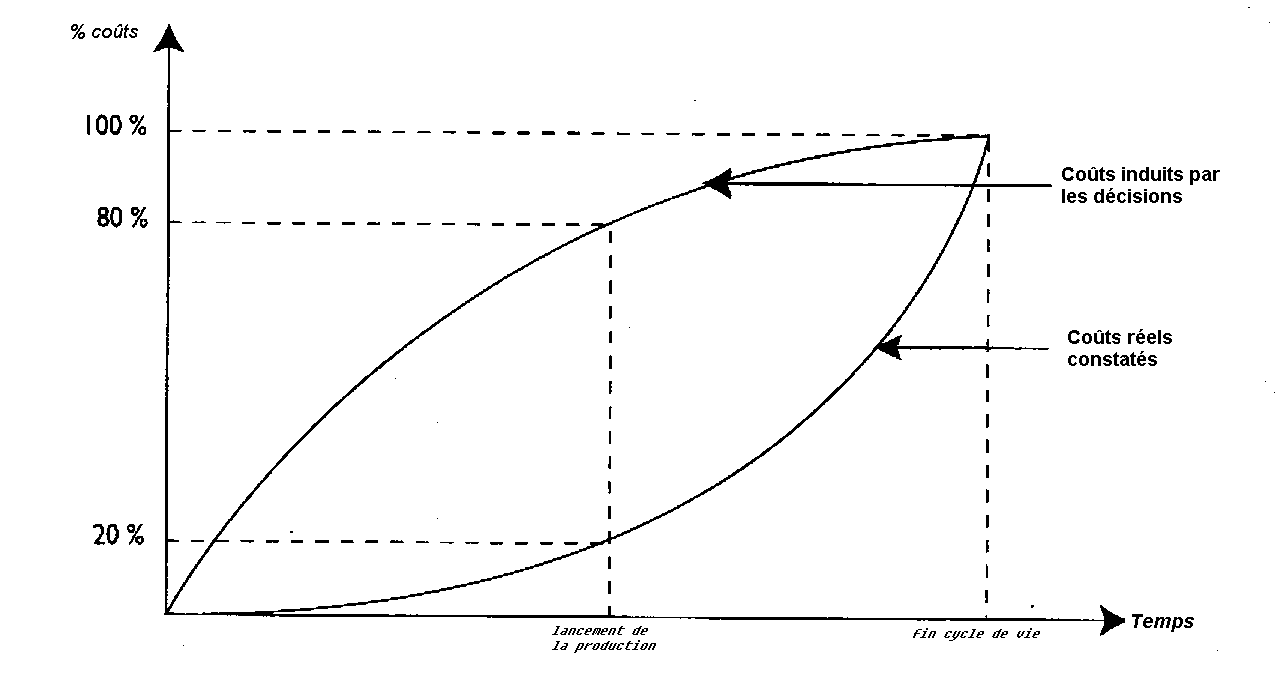 % coûts
100 %
80 %
20 %
Coûts induits par
les décisions
Coûts réels
constatés
lancement de
la production
fin cycle de vie
Temps